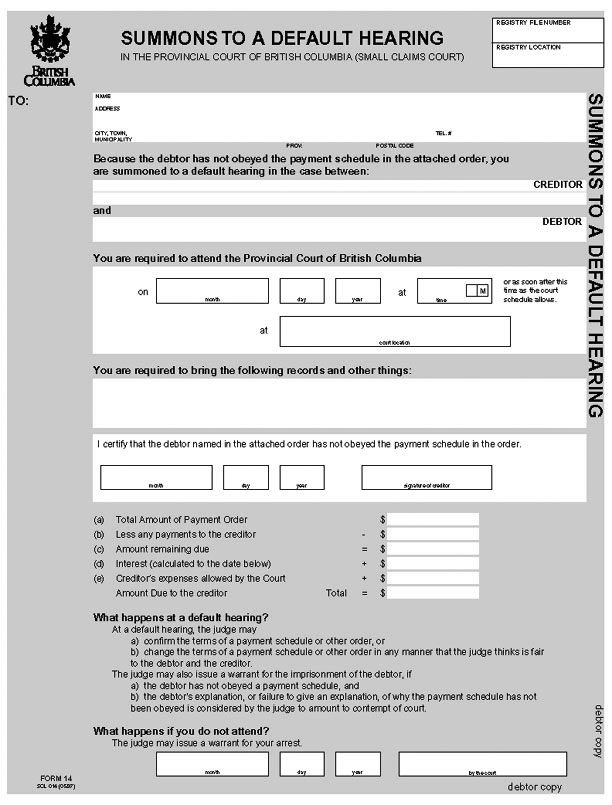 BRITISH
COLUMBIA
SUMMONS TO A DEFAULT HEARING
IN THE PROVINCIAL COURT OF BRITISH COLUMBIA (SMALL CLAIMS COURT)
REGISTRY FILE NUMBER
REGISTRY LOCATION
TO:
NAME
ADDRESS
CITY, TOWN,
MUNICIPALITY
TEL. #
PROV. POSTAL CODE
Because the debtor has not obeyed the payment schedule in the attached order, you
are summoned to a default hearing in the case between:
CREDITOR
and
DEBTOR
You are required to attend the Provincial Court of British Columbia
on month day year at time M or as soon after this
time as the court
schedule allows.
at court location
You are required to bring the following records and other things:
I certify that the debtor named in the attached order has not obeyed the payment schedule in the order.
month day year signature of creditor
(a) Total Amount of Payment Order $
(b) Less any payments to the creditor - $
(c) Amount remaining due = $
(d) Interest (calculated to the date below) + $
(e) Creditor's expenses allowed by the Court + $
Amount Due to the creditor Total = $
What happens at a default hearing?
At a default hearing, the judge may
a) confirm the terms of a payment schedule or other order, or
b) change the terms of a payment schedule or other order in any manner that the judge thinks is fair
to the debtor and the creditor.
The judge may also issue a warrant for the imprisonment of the debtor, if
a) the debtor has not obeyed a payment schedule, and
b) the debtor's explanation, or failure to give an explanation, of why the payment schedule has not
been obeyed is considered by the judge to amount to contempt of court.
What happens if you do not attend?
The judge may issue a warrant for your arrest.
month day year by the court
FORM 14
debtor copy
SUMMONS TO A DEFAULT HEARING
debtor copy